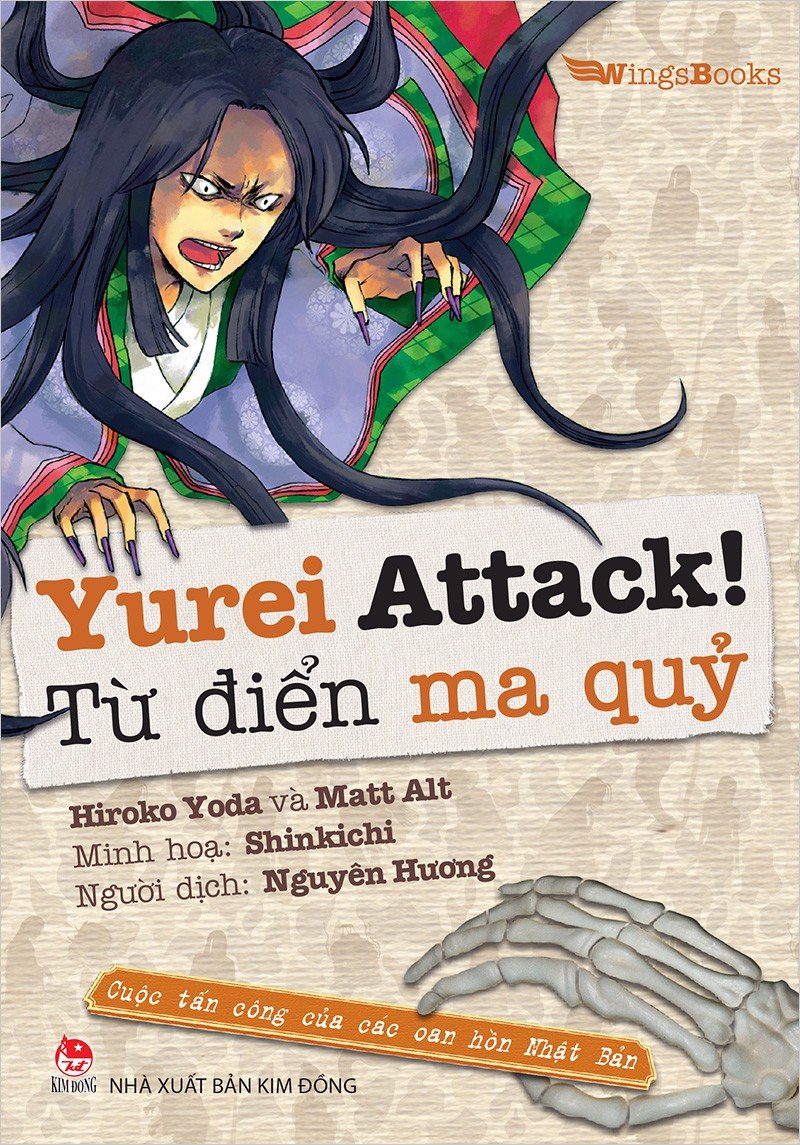 WingsBooks
Yurei Attack!
Từ điển ma quỷ
Hiroko Yoda và Matt Alt
Minh hoạ: Shinkichi
Người dịch: Nguyên Hương
Cuộc tấn công của các oan hồn Nhật Bản
KIM ĐỒNG
NHÀ XUẤT BẢN KIM ĐỒNG